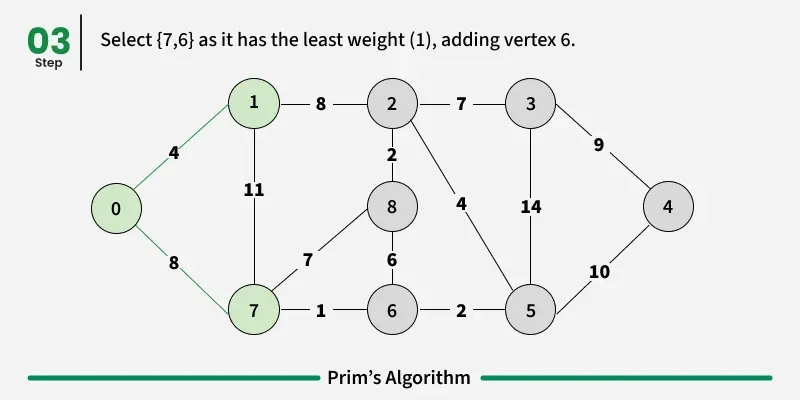 03
Step
Select {7,6} as it has the least weight (1), adding vertex 6.
1 8 2 7 3
4 2 9
11
0 4 14 8 4
8 7 6 10
7 1 6 2 5
Prim's Algorithm